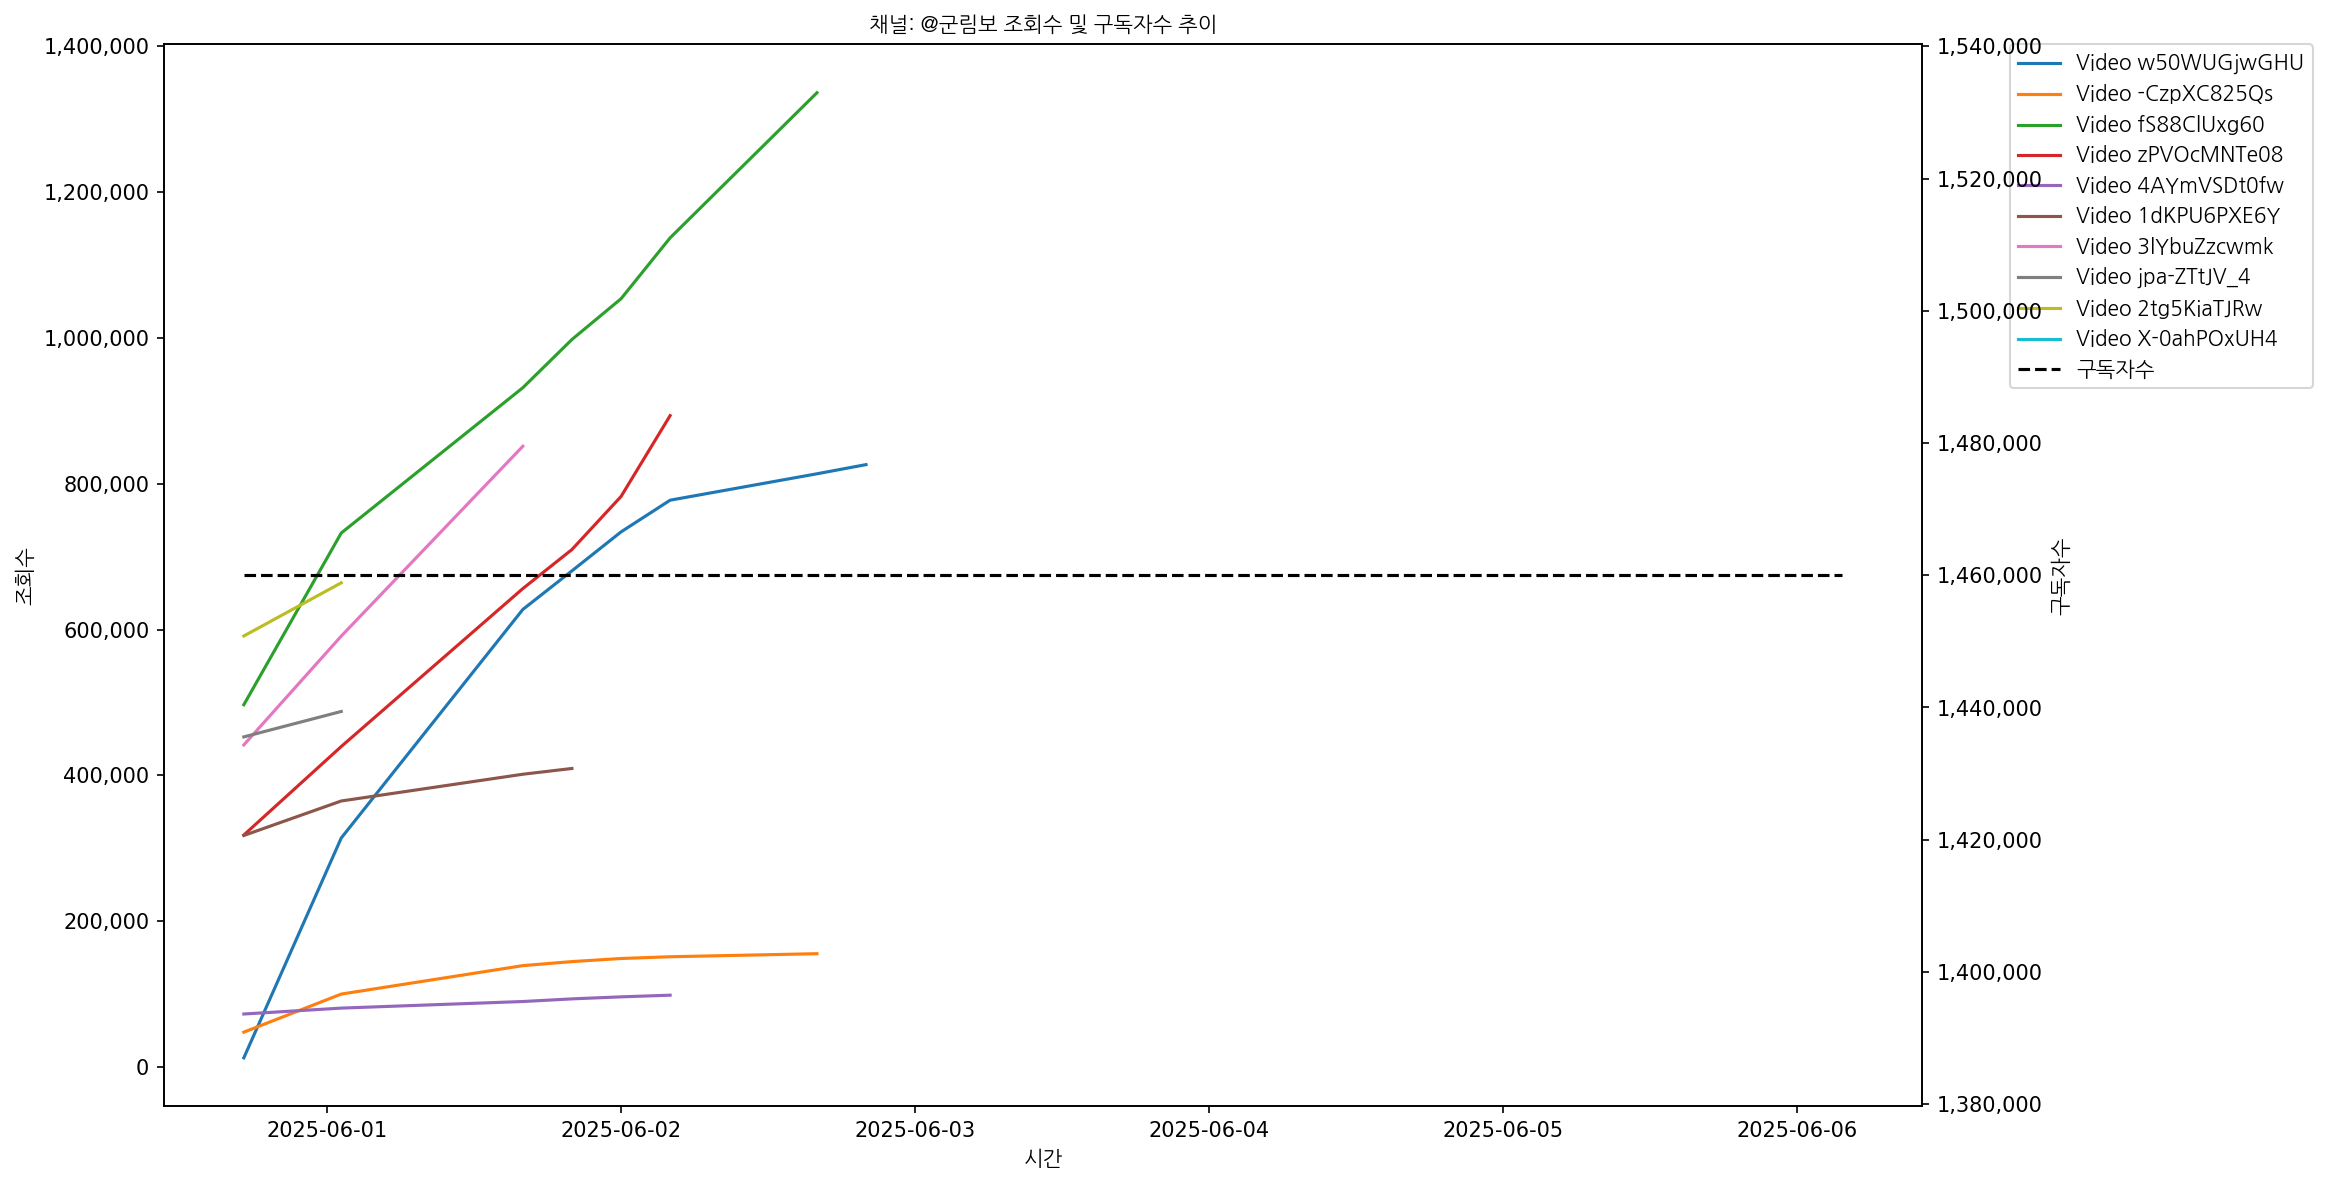 채널: @군림보 조회수 및 구독자수 추이
조회수
1,400,000
1,200,000
1,000,000
800,000
600,000
400,000
200,000
0
2025-06-01
2025-06-02
2025-06-03
2025-06-04
2025-06-05
2025-06-06
시간
1,540,000
1,520,000
1,500,000
1,480,000
1,460,000
1,440,000
1,420,000
1,400,000
1,380,000
구독자수
Video w50WUGjwGHU
Video -CzpXC825Qs
Video fS88ClUxg60
Video zPVOcMNTe08
Video 4AYmVSDt0fw
Video 1dKPU6PXE6Y
Video 3lYbuZzcwmk
Video jpa-ZTtJV_4
Video 2tg5KiaTJRw
Video X-0ahPOxUH4
구독자수